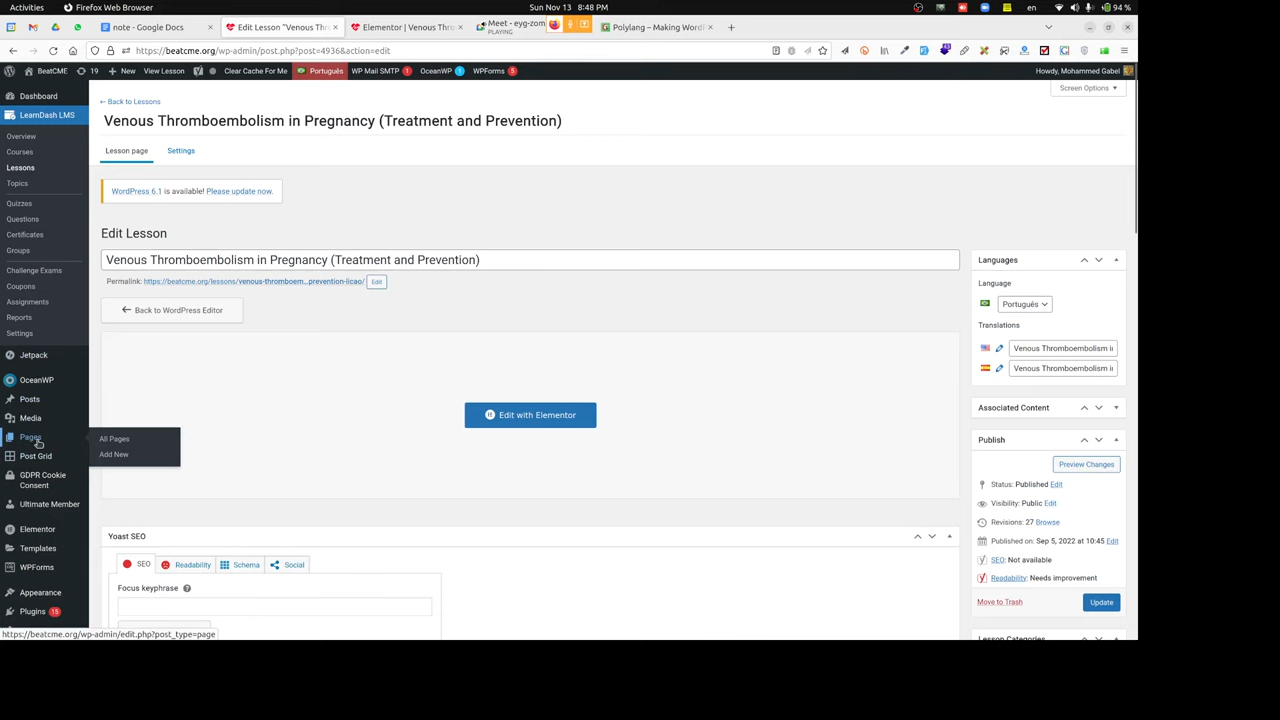 Activities
Firefox Web Browser
Sun Nov 13 8:48 PM
en
94 %
note - Google Docs
Edit Lesson "Venous Thr
Elementor | Venous Thro
Meet - eyg-zom
PLAYING
Polylang – Making Word
https://beatcme.org/wp-admin/post.php?post=4936&action=edit
BeatCME
19
New
View Lesson
Clear Cache For Me
Português
WP Mail SMTP 1
OceanWP 1
WPForms 5
Howdy, Mohammed Gabel
Dashboard
LearnDash LMS
Overview
Courses
Lessons
Topics
Quizzes
Questions
Certificates
Groups
Challenge Exams
Coupons
Assignments
Reports
Settings
Jetpack
OceanWP
Posts
Media
Pages
All Pages
Add New
Post Grid
GDPR Cookie
Consent
Ultimate Member
Elementor
Templates
WPForms
Appearance
Plugins 15
https://beatcme.org/wp-admin/edit.php?post_type=page
Screen Options
← Back to Lessons
Venous Thromboembolism in Pregnancy (Treatment and Prevention)
Lesson page
Settings
WordPress 6.1 is available! Please update now.
Edit Lesson
Venous Thromboembolism in Pregnancy (Treatment and Prevention)
Permalink: https://beatcme.org/lessons/venous-thromboem…prevention-licao/ Edit
← Back to WordPress Editor
Edit with Elementor
Yoast SEO
SEO
Readability
Schema
Social
Focus keyphrase
Languages
Language
Português
Translations
Venous Thromboembolism i
Venous Thromboembolism i
Associated Content
Publish
Preview Changes
Status: Published Edit
Visibility: Public Edit
Revisions: 27 Browse
Published on: Sep 5, 2022 at 10:45 Edit
SEO: Not available
Readability: Needs improvement
Move to Trash
Update
Lesson Categories